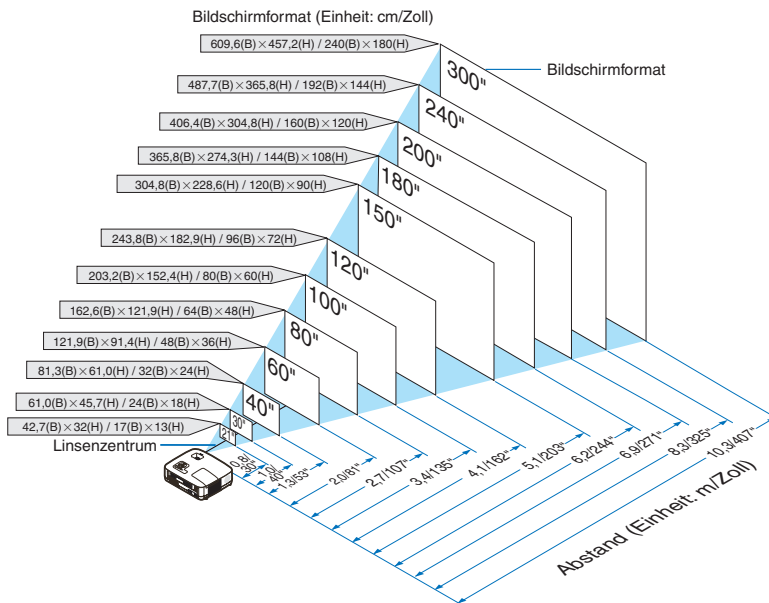 Bildschirmformat (Einheit: cm/Zoll)
609,6(B)×457,2(H) / 240(B)×180(H)
Bildschirmformat
300"
487,7(B)×365,8(H) / 192(B)×144(H)
240"
406,4(B)×304,8(H) / 160(B)×120(H)
200"
365,8(B)×274,3(H) / 144(B)×108(H)
180"
304,8(B)×228,6(H) / 120(B)×90(H)
150"
243,8(B)×182,9(H) / 96(B)×72(H)
120"
203,2(B)×152,4(H) / 80(B)×60(H)
100"
162,6(B)×121,9(H) / 64(B)×48(H)
80"
121,9(B)×91,4(H) / 48(B)×36(H)
60"
81,3(B)×61,0(H) / 32(B)×24(H)
40"
61,0(B)×45,7(H) / 24(B)×18(H)
30"
42,7(B)×32(H) / 17(B)×13(H)
21"
Linsenzentrum
0,8/
30"
1,0/
40"
1,3/53"
2,0/81"
2,7/107"
3,4/135"
4,1/162"
5,1/203"
6,2/244"
6,9/271"
8,3/325"
10,3/407"
Abstand (Einheit: m/Zoll)